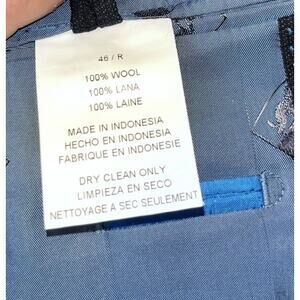 46 / R
100% WOOL
100% LANA
100% LAINE
MADE IN INDONESIA
HECHO EN INDONESIA
FABRIQUE EN INDONESIE
DRY CLEAN ONLY
LIMPIEZA EN SECO
NETTOYAGE A SEC SEULEMENT